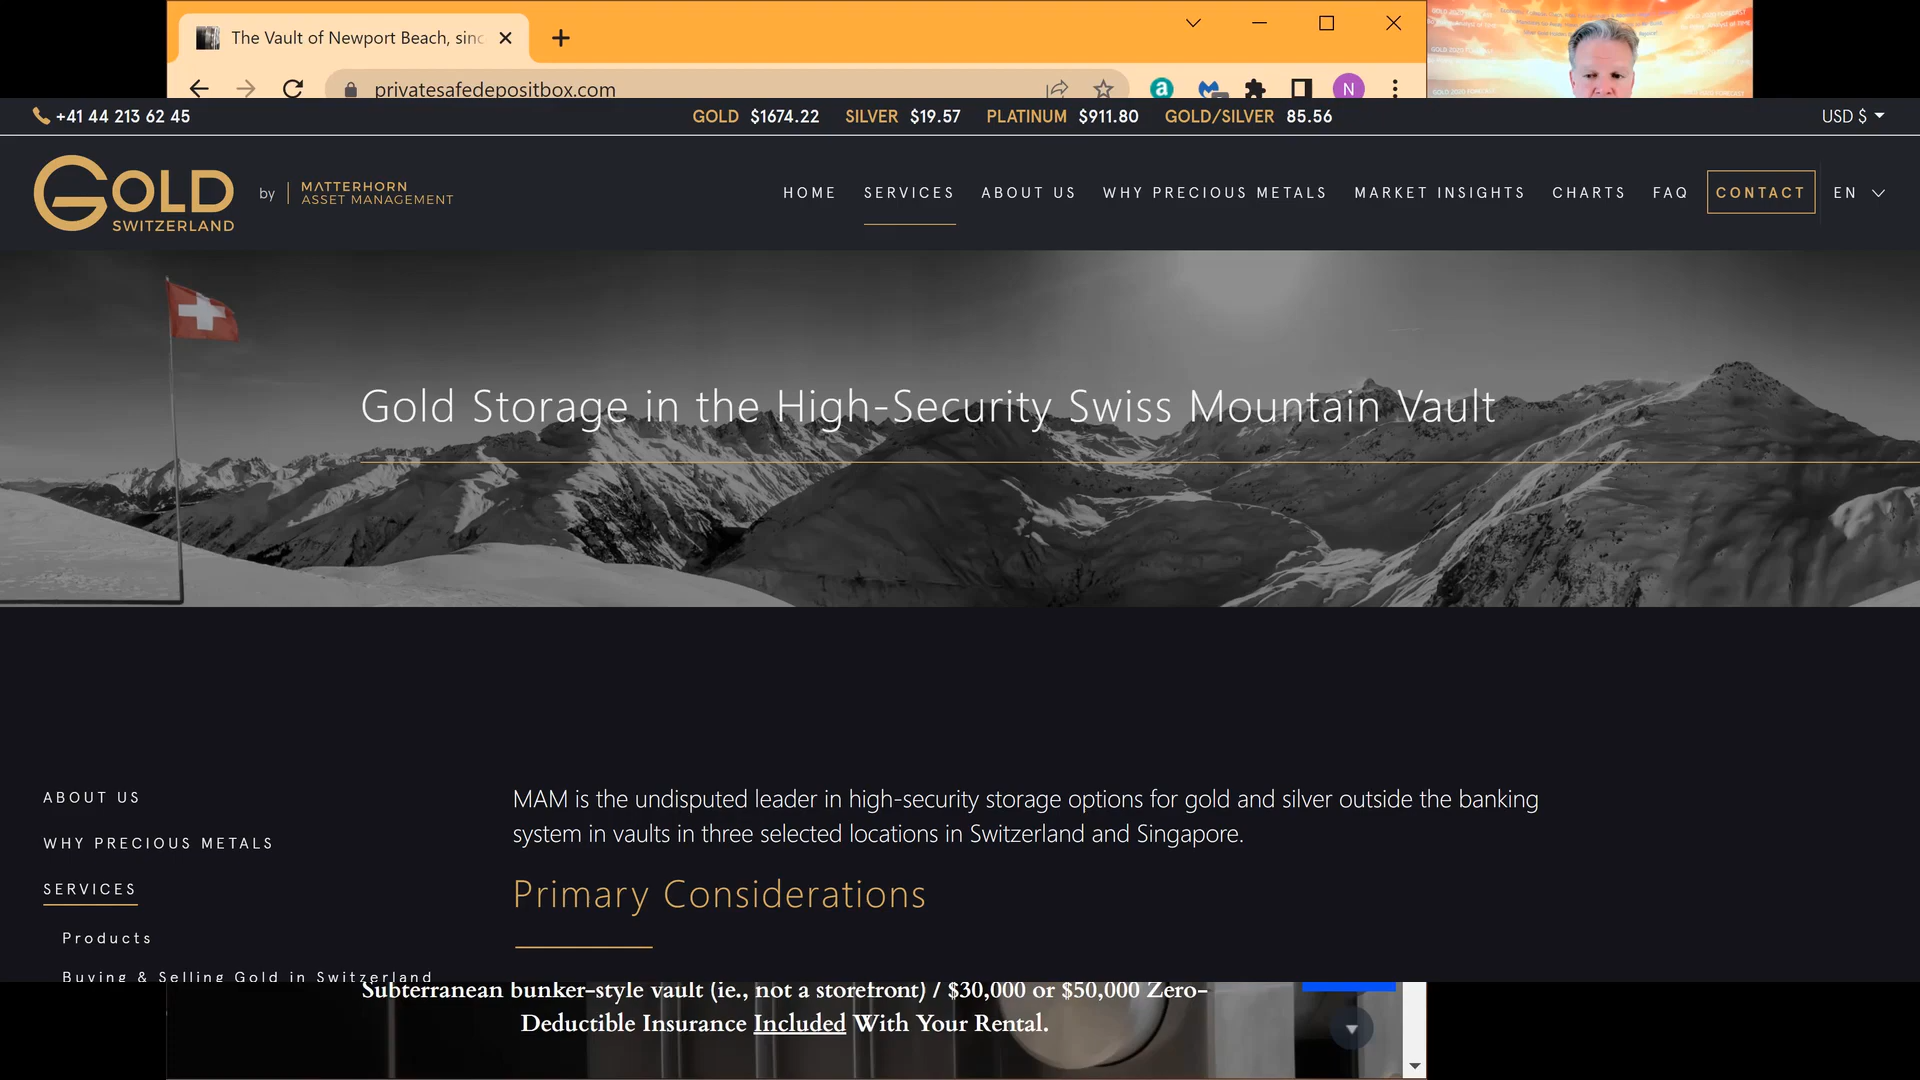 The Vault of Newport Beach, sinc
privatesafedepositbox.com
N
GOLD 2020 FORECAST
+41 44 213 62 45
GOLD $1674.22 SILVER $19.57 PLATINUM $911.80 GOLD/SILVER 85.56
USD $
GOLD SWITZERLAND
by MATTERHORN ASSET MANAGEMENT
HOME SERVICES ABOUT US WHY PRECIOUS METALS MARKET INSIGHTS CHARTS FAQ CONTACT EN
Gold Storage in the High-Security Swiss Mountain Vault
ABOUT US
WHY PRECIOUS METALS
SERVICES
Products
Buying & Selling Gold in Switzerland
MAM is the undisputed leader in high-security storage options for gold and silver outside the banking
system in vaults in three selected locations in Switzerland and Singapore.
Primary Considerations
Subterranean bunker-style vault (ie., not a storefront) / $30,000 or $50,000 Zero-
Deductible Insurance Included With Your Rental.